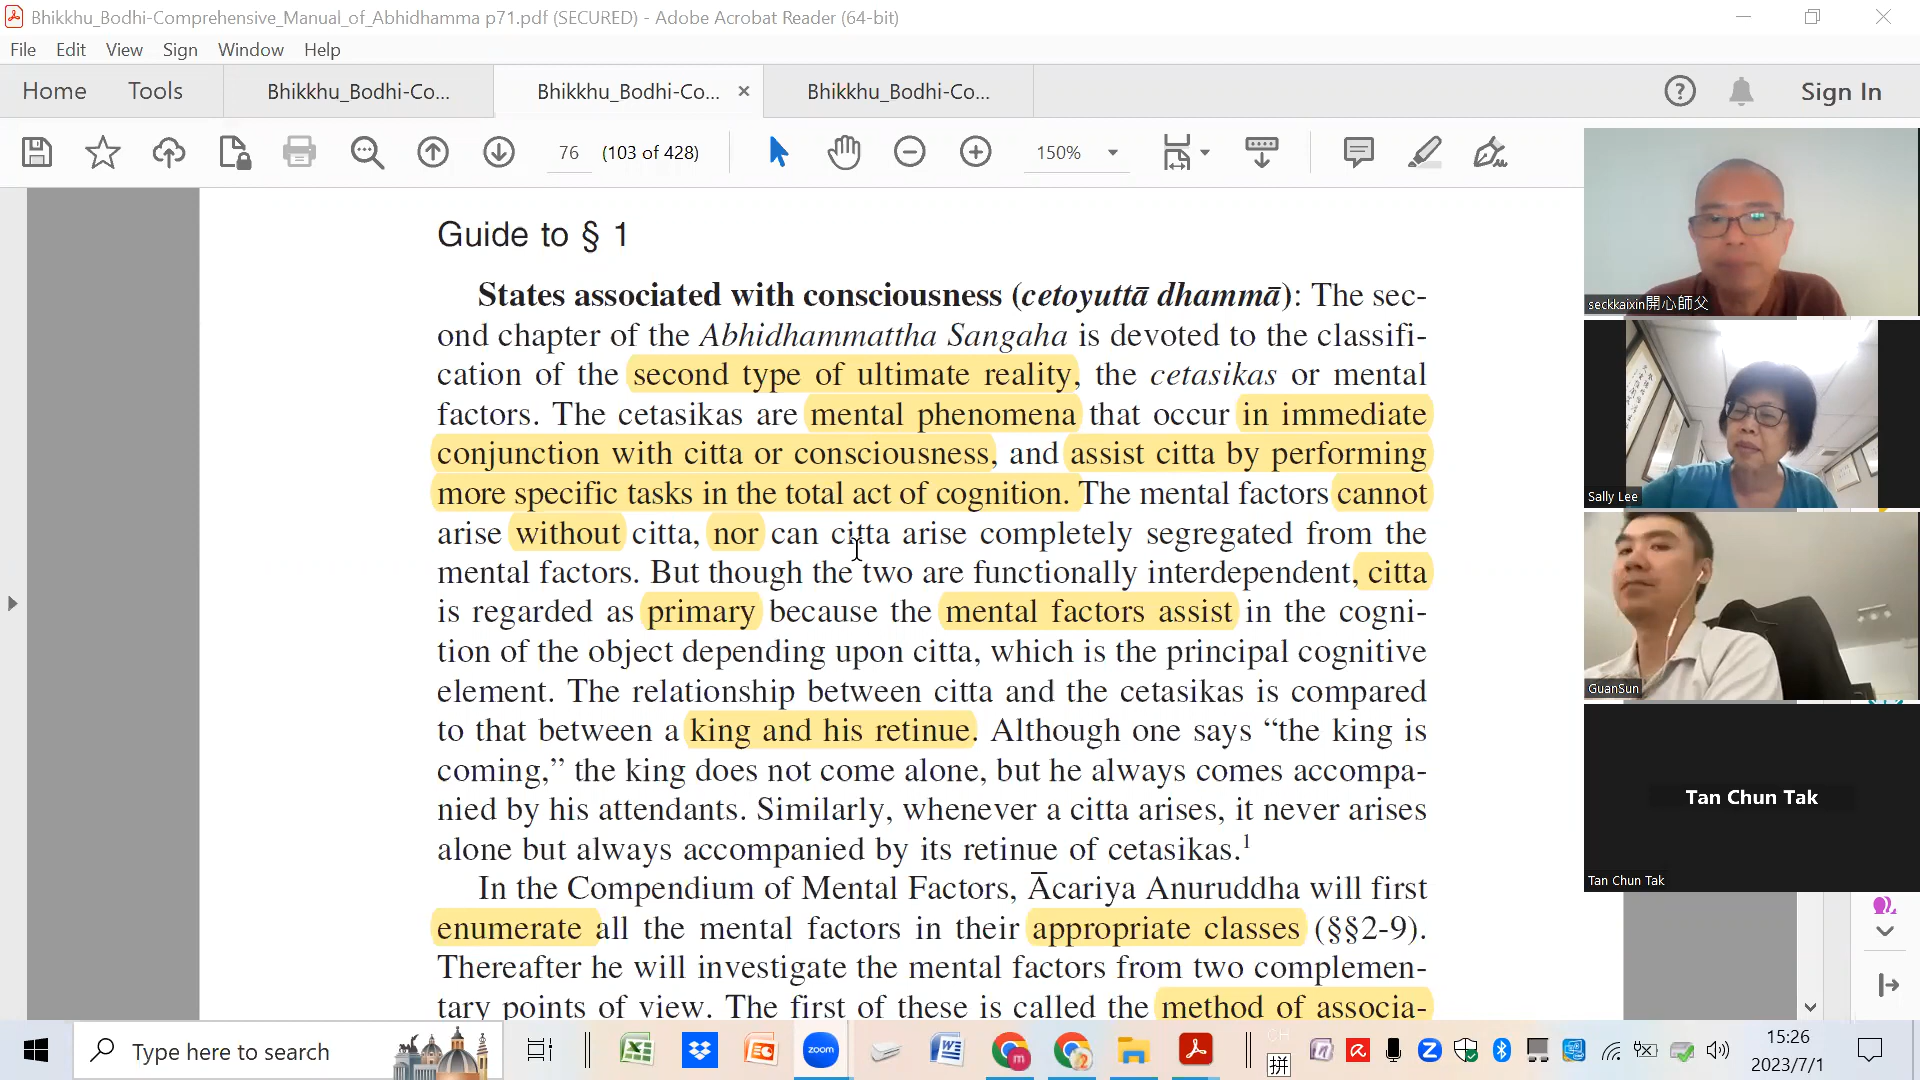 Bhikkhu_Bodhi-Comprehensive_Manual_of_Abhidhamma p71.pdf (SECURED) - Adobe Acrobat Reader (64-bit)
File Edit View Sign Window Help
Home Tools Bhikkhu_Bodhi-Co... Bhikkhu_Bodhi-Co... × Bhikkhu_Bodhi-Co... Sign In
76 (103 of 428) 150%
Guide to § 1
States associated with consciousness (cetoyuttā dhammā): The sec-
ond chapter of the Abhidhammattha Sangaha is devoted to the classifi-
cation of the second type of ultimate reality, the cetasikas or mental
factors. The cetasikas are mental phenomena that occur in immediate
conjunction with citta or consciousness, and assist citta by performing
more specific tasks in the total act of cognition. The mental factors cannot
arise without citta, nor can citta arise completely segregated from the
mental factors. But though the two are functionally interdependent, citta
is regarded as primary because the mental factors assist in the cogni-
tion of the object depending upon citta, which is the principal cognitive
element. The relationship between citta and the cetasikas is compared
to that between a king and his retinue. Although one says “the king is
coming,” the king does not come alone, but he always comes accompa-
nied by his attendants. Similarly, whenever a citta arises, it never arises
alone but always accompanied by its retinue of cetasikas.1
In the Compendium of Mental Factors, Ācariya Anuruddha will first
enumerate all the mental factors in their appropriate classes (§§2-9).
Thereafter he will investigate the mental factors from two complemen-
tary points of view. The first of these is called the method of associa-
seckkaixin開心師父
Sally Lee
GuanSun
Tan Chun Tak
Tan Chun Tak
Type here to search
zoom
CH
拼
15:26
2023/7/1